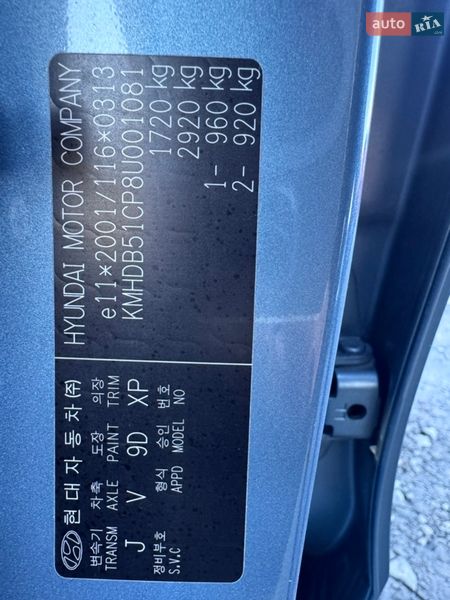 HYUNDAI MOTOR COMPANY
e11*2001/116*0313
KMHDB51CP8U001081
1720 kg
2920 kg
1- 960 kg
2- 920 kg
현대자동차(주)
변속기 차축 도장 의장
TRANSM AXLE PAINT TRIM
J V 9D XP
정비부호 형식 승인 번호
S.V.C APPD MODEL NO
auto RIA
.com